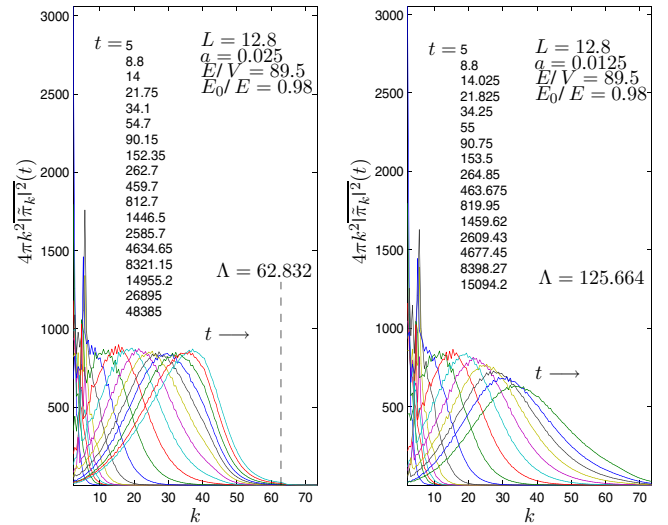 t = 5
8.8
14
21.75
34.1
54.7
90.15
152.35
262.7
459.7
812.7
1446.5
2585.7
4634.65
8321.15
14955.2
26895
48385
L = 12.8
a = 0.025
E/V = 89.5
E₀/E = 0.98
Λ = 62.832
t ⟶
4πk²|π̃ₖ|²(t)
3000
2500
2000
1500
1000
500
10 20 30 40 50 60 70
k
t = 5
8.8
14.025
21.825
34.25
55
90.75
153.5
264.85
463.675
819.95
1459.62
2609.43
4677.45
8398.27
15094.2
L = 12.8
a = 0.0125
E/V = 89.5
E₀/E = 0.98
Λ = 125.664
t ⟶
4πk²|π̃ₖ|²(t)
3000
2500
2000
1500
1000
500
10 20 30 40 50 60 70
k